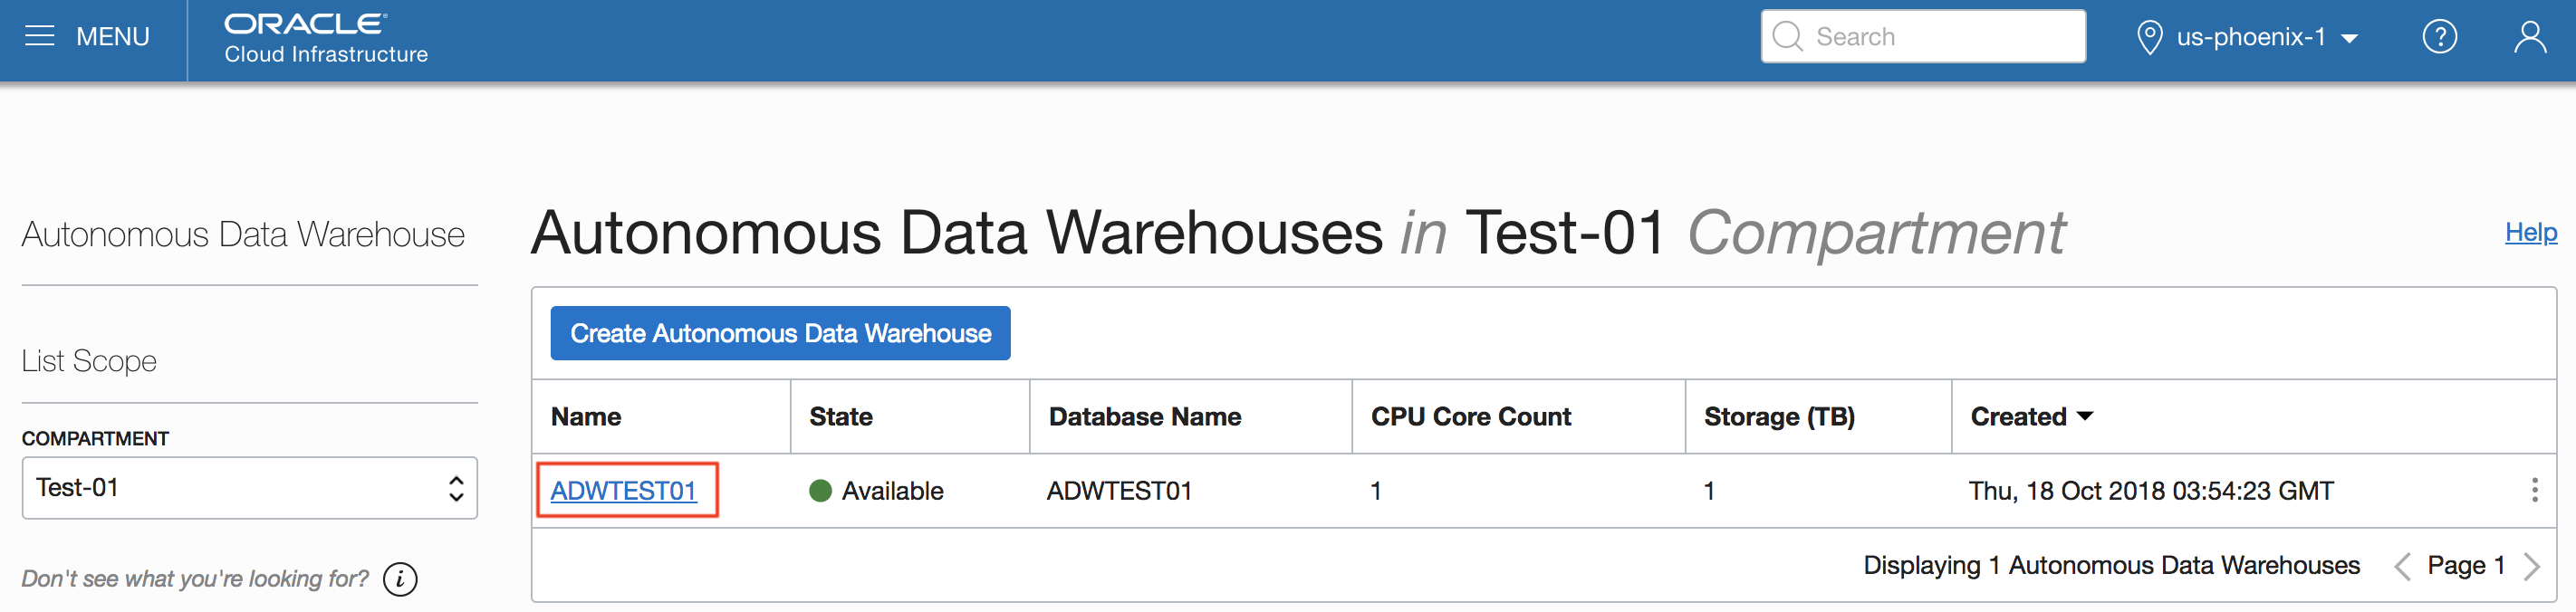 MENU
ORACLE
Cloud Infrastructure
Search
us-phoenix-1
?
Autonomous Data Warehouse
List Scope
COMPARTMENT
Test-01
Don't see what you're looking for? i
Autonomous Data Warehouses in Test-01 Compartment
Help
Create Autonomous Data Warehouse
Name State Database Name CPU Core Count Storage (TB) Created
ADWTEST01 Available ADWTEST01 1 1 Thu, 18 Oct 2018 03:54:23 GMT
Displaying 1 Autonomous Data Warehouses Page 1